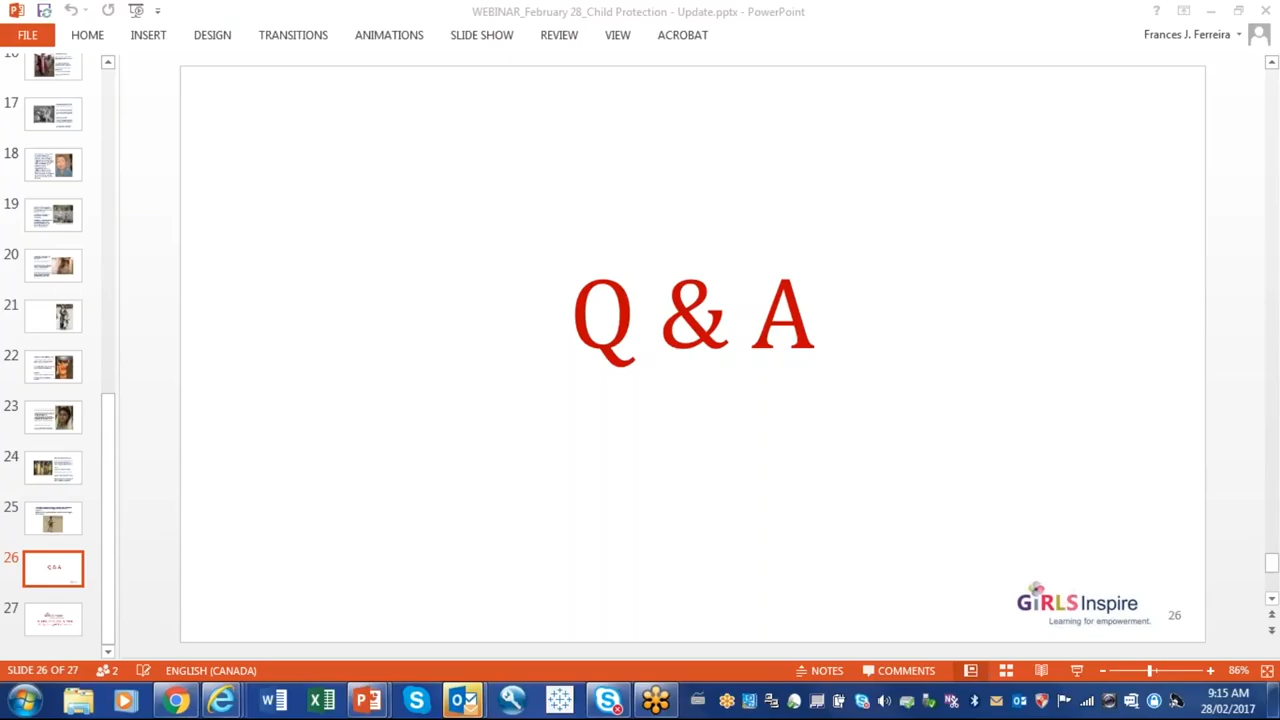 WEBINAR_February 28_Child Protection - Update.pptx - PowerPoint
FILE HOME INSERT DESIGN TRANSITIONS ANIMATIONS SLIDE SHOW REVIEW VIEW ACROBAT Frances J. Ferreira
17
18
19
20
21
22
23
24
25
26
Q & A
27
Q & A
GiRLSInspire
Learning for empowerment.
26
SLIDE 26 OF 27 2 ENGLISH (CANADA) NOTES COMMENTS 86%
9:15 AM
28/02/2017